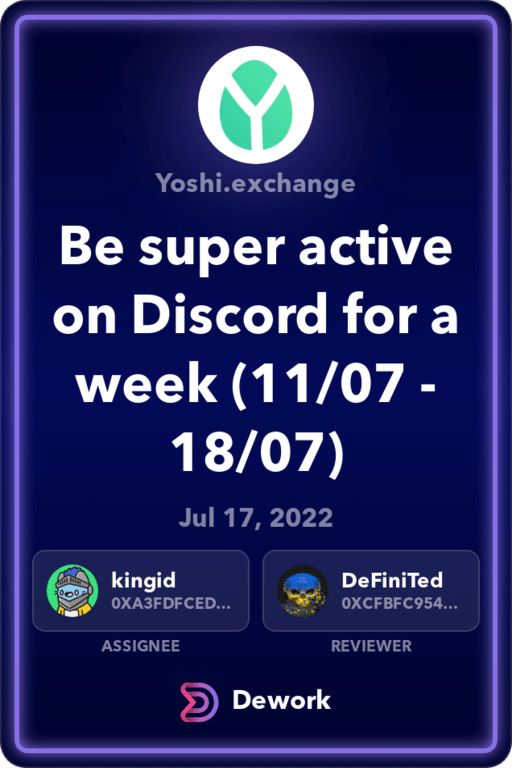 Yoshi.exchange
Be super active
on Discord for a
week (11/07 -
18/07)
Jul 17, 2022
kingid
0XA3FDFCED...
ASSIGNEE
DeFiniTed
0XCFBFC954...
REVIEWER
Dework